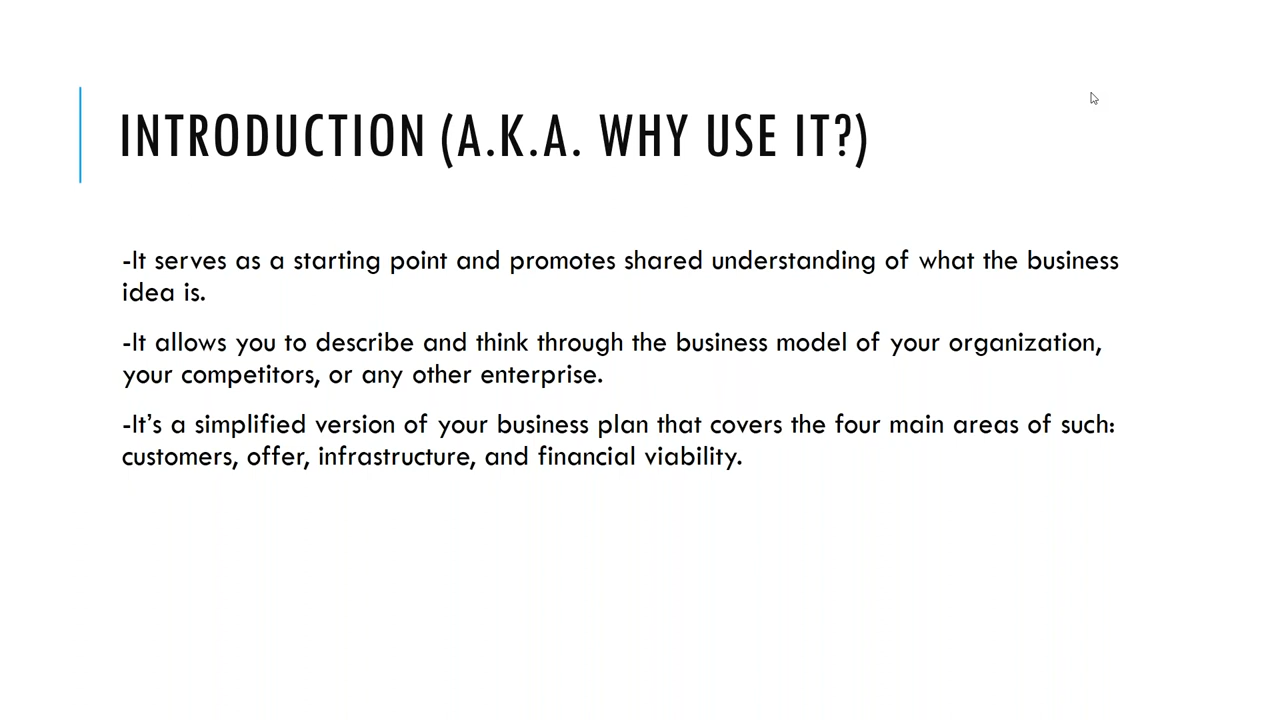 INTRODUCTION (A.K.A. WHY USE IT?)
-It serves as a starting point and promotes shared understanding of what the business
idea is.
-It allows you to describe and think through the business model of your organization,
your competitors, or any other enterprise.
-It’s a simplified version of your business plan that covers the four main areas of such:
customers, offer, infrastructure, and financial viability.